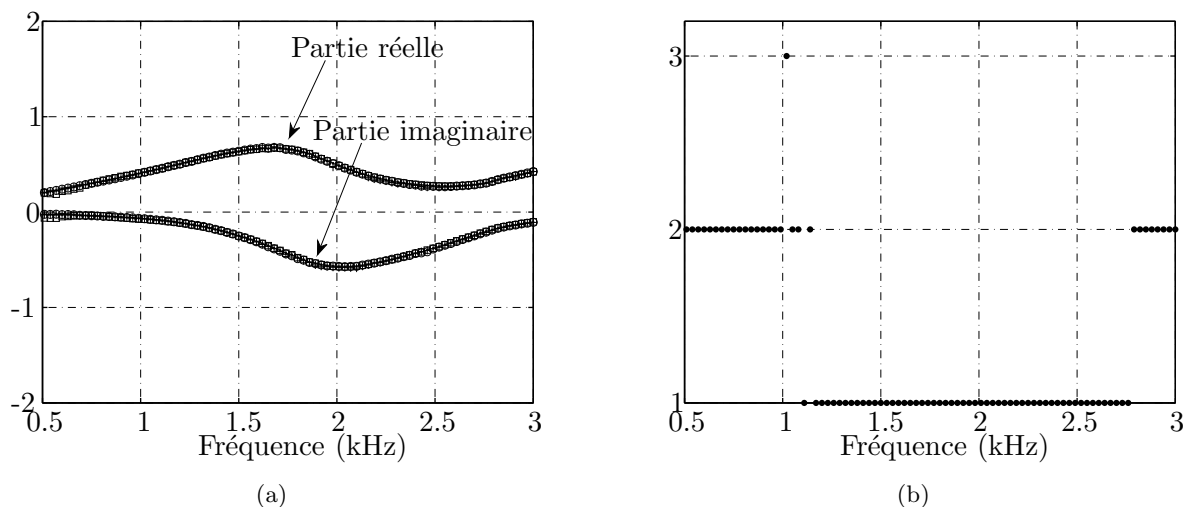 2
1
0
-1
-2
0.5 1 1.5 2 2.5 3
Partie réelle
Partie imaginaire
Fréquence (kHz)
(a)
3
2
1
0.5 1 1.5 2 2.5 3
Fréquence (kHz)
(b)